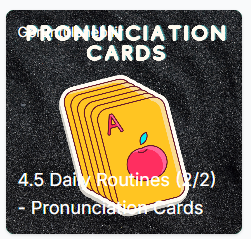 PRONUNCIATION
CARDS
A
4.5 Daily Routines (2/2)
- Pronunciation Cards